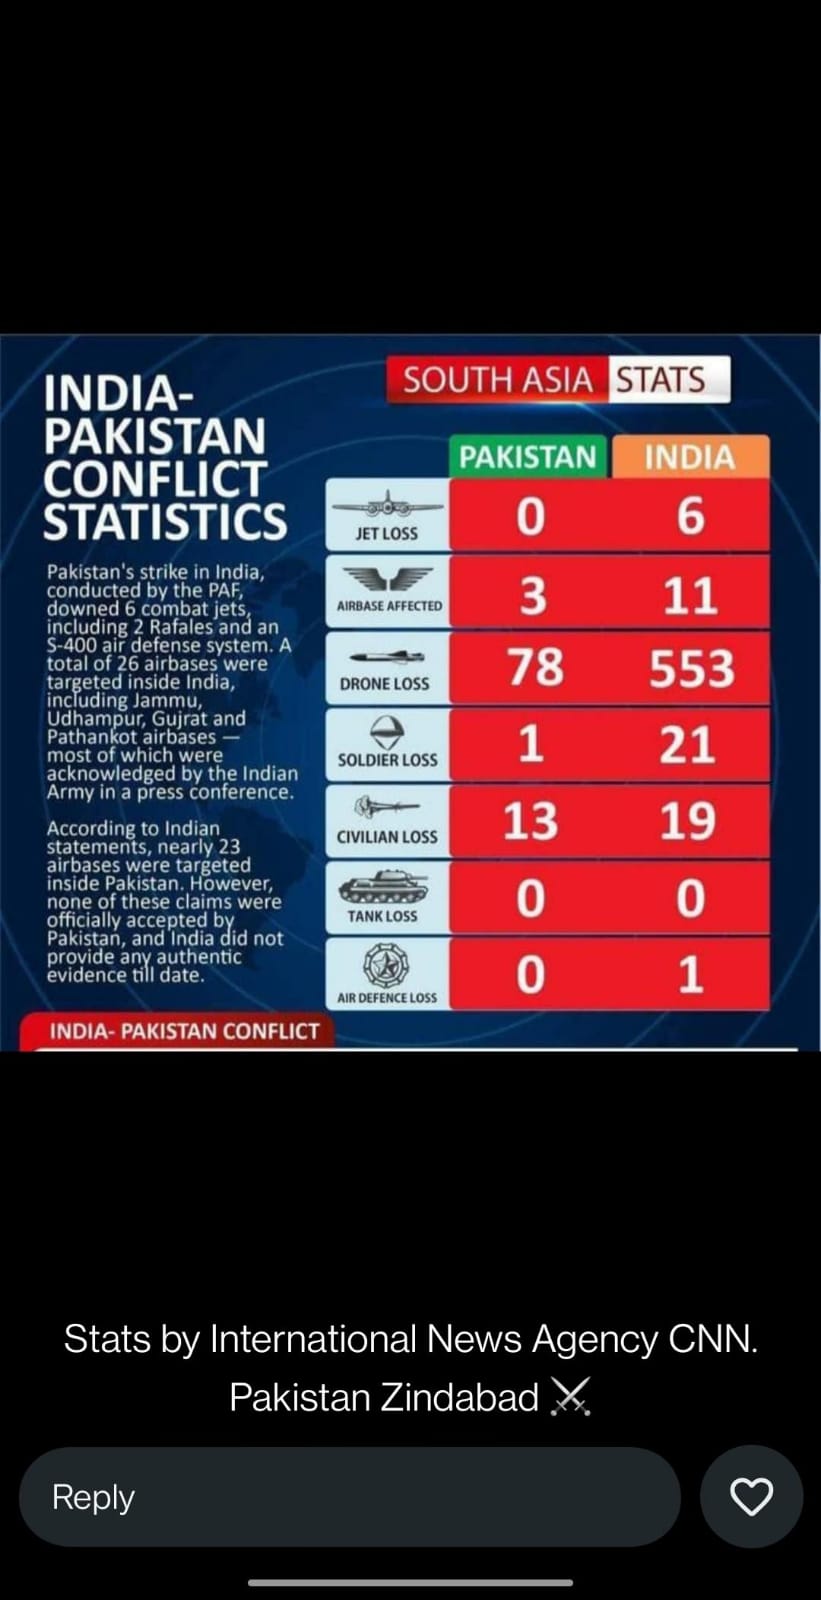 INDIA-
PAKISTAN
CONFLICT
STATISTICS
Pakistan's strike in India,
conducted by the PAF,
downed 6 combat jets,
including 2 Rafales and an
S-400 air defense system. A
total of 26 airbases were
targeted inside India,
including Jammu,
Udhampur, Gujrat and
Pathankot airbases —
most of which were
acknowledged by the Indian
Army in a press conference.
According to Indian
statements, nearly 23
airbases were targeted
inside Pakistan. However,
none of these claims were
officially accepted by
Pakistan, and India did not
provide any authentic
evidence till date.
SOUTH ASIA STATS
PAKISTAN INDIA
JET LOSS 0 6
AIRBASE AFFECTED 3 11
DRONE LOSS 78 553
SOLDIER LOSS 1 21
CIVILIAN LOSS 13 19
TANK LOSS 0 0
AIR DEFENCE LOSS 0 1
INDIA- PAKISTAN CONFLICT
Stats by International News Agency CNN.
Pakistan Zindabad ⚔
Reply